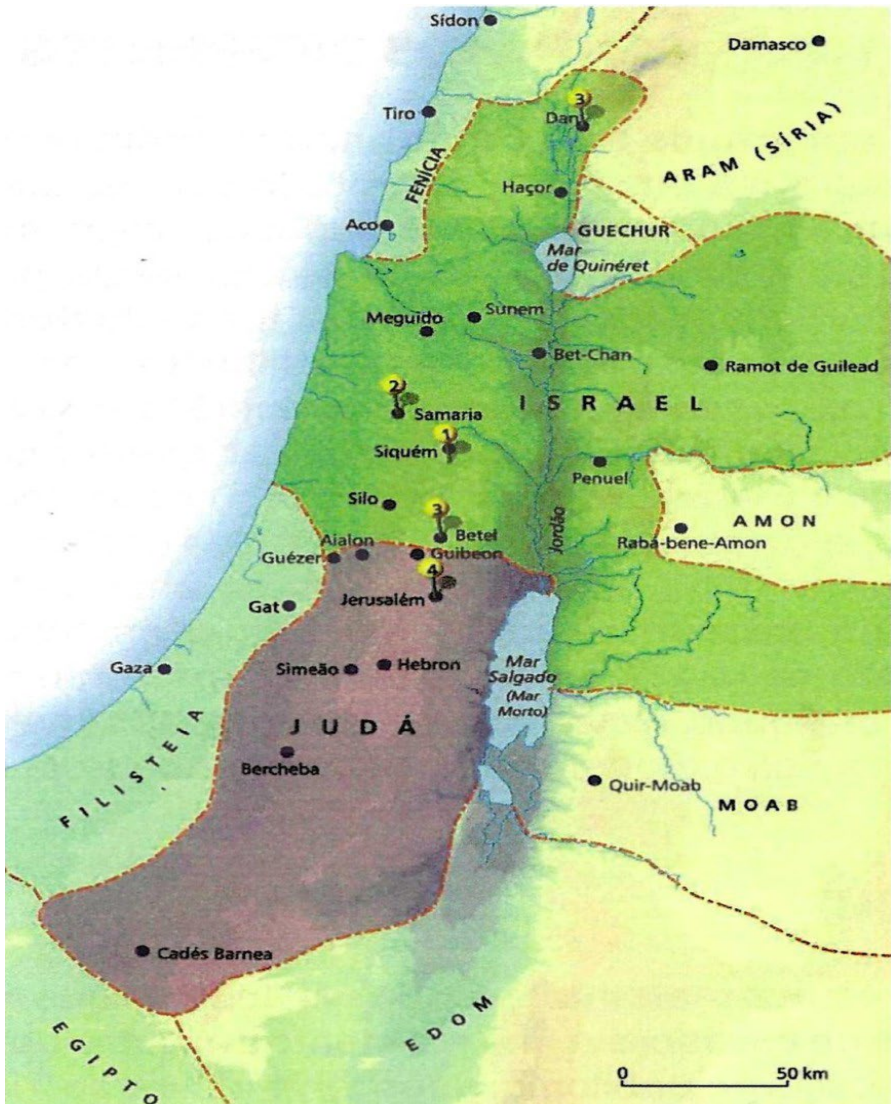 Sídon
Damasco
3
Dan
Tiro
FENÍCIA
ARAM (SÍRIA)
Haçor
Aco
GUECHUR
Mar
de Quinéret
Sunem
Meguido
Bet-Chan
Ramot de Guilead
2
Samaria
ISRAEL
1
Siquém
Penuel
Silo
3
Betel
Jordão
AMON
Rabá-bene-Amon
Aialon
Guibeon
Guézer
4
Jerusalém
Gat
Gaza
Simeão
Hebron
Mar
Salgado
(Mar
Morto)
JUDÁ
FILISTEIA
Bercheba
Quir-Moab
MOAB
Cadés Barnea
EDOM
EGIPTO
0
50 km